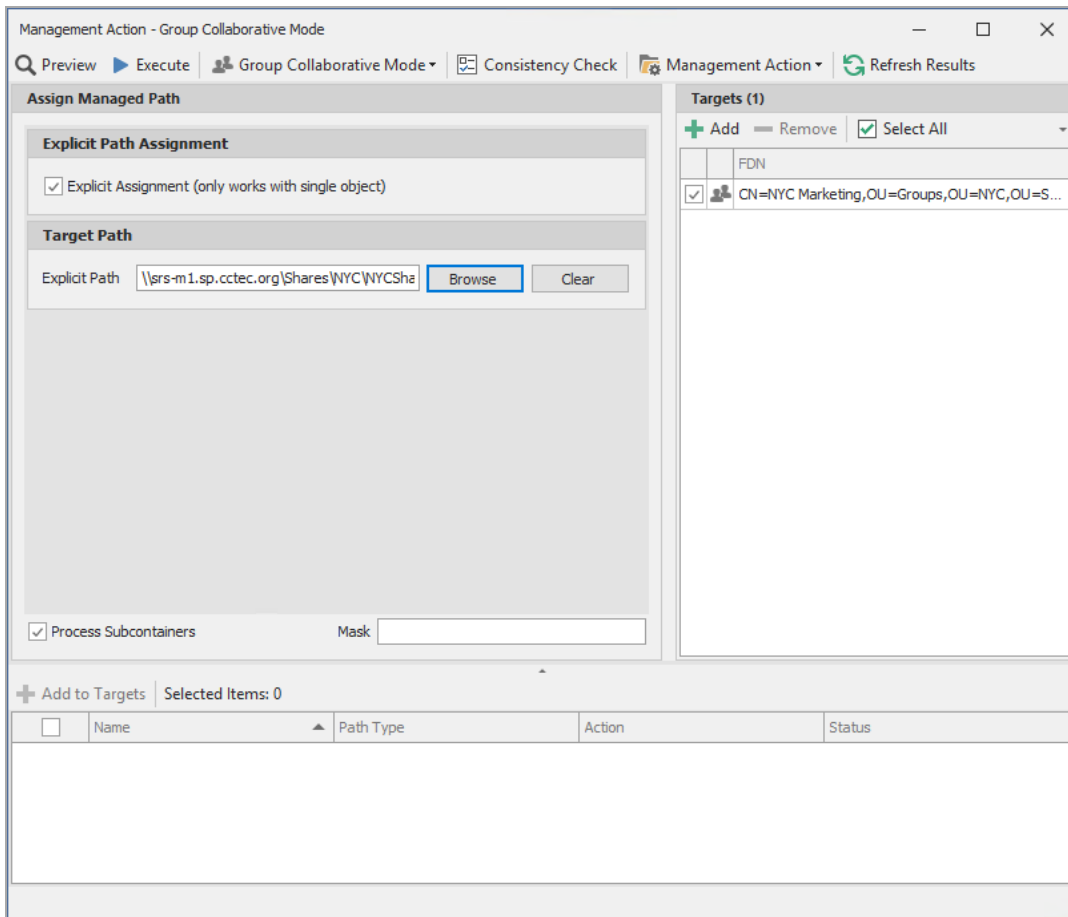 Management Action - Group Collaborative Mode
Preview Execute Group Collaborative Mode Consistency Check Management Action Refresh Results
Assign Managed Path
Explicit Path Assignment
Explicit Assignment (only works with single object)
Target Path
Explicit Path \\srs-m1.sp.cctec.org\Shares\NYC\NYCSha Browse Clear
Process Subcontainers Mask
Targets (1)
Add Remove Select All
FDN
CN=NYC Marketing,OU=Groups,OU=NYC,OU=S...
Add to Targets Selected Items: 0
Name Path Type Action Status